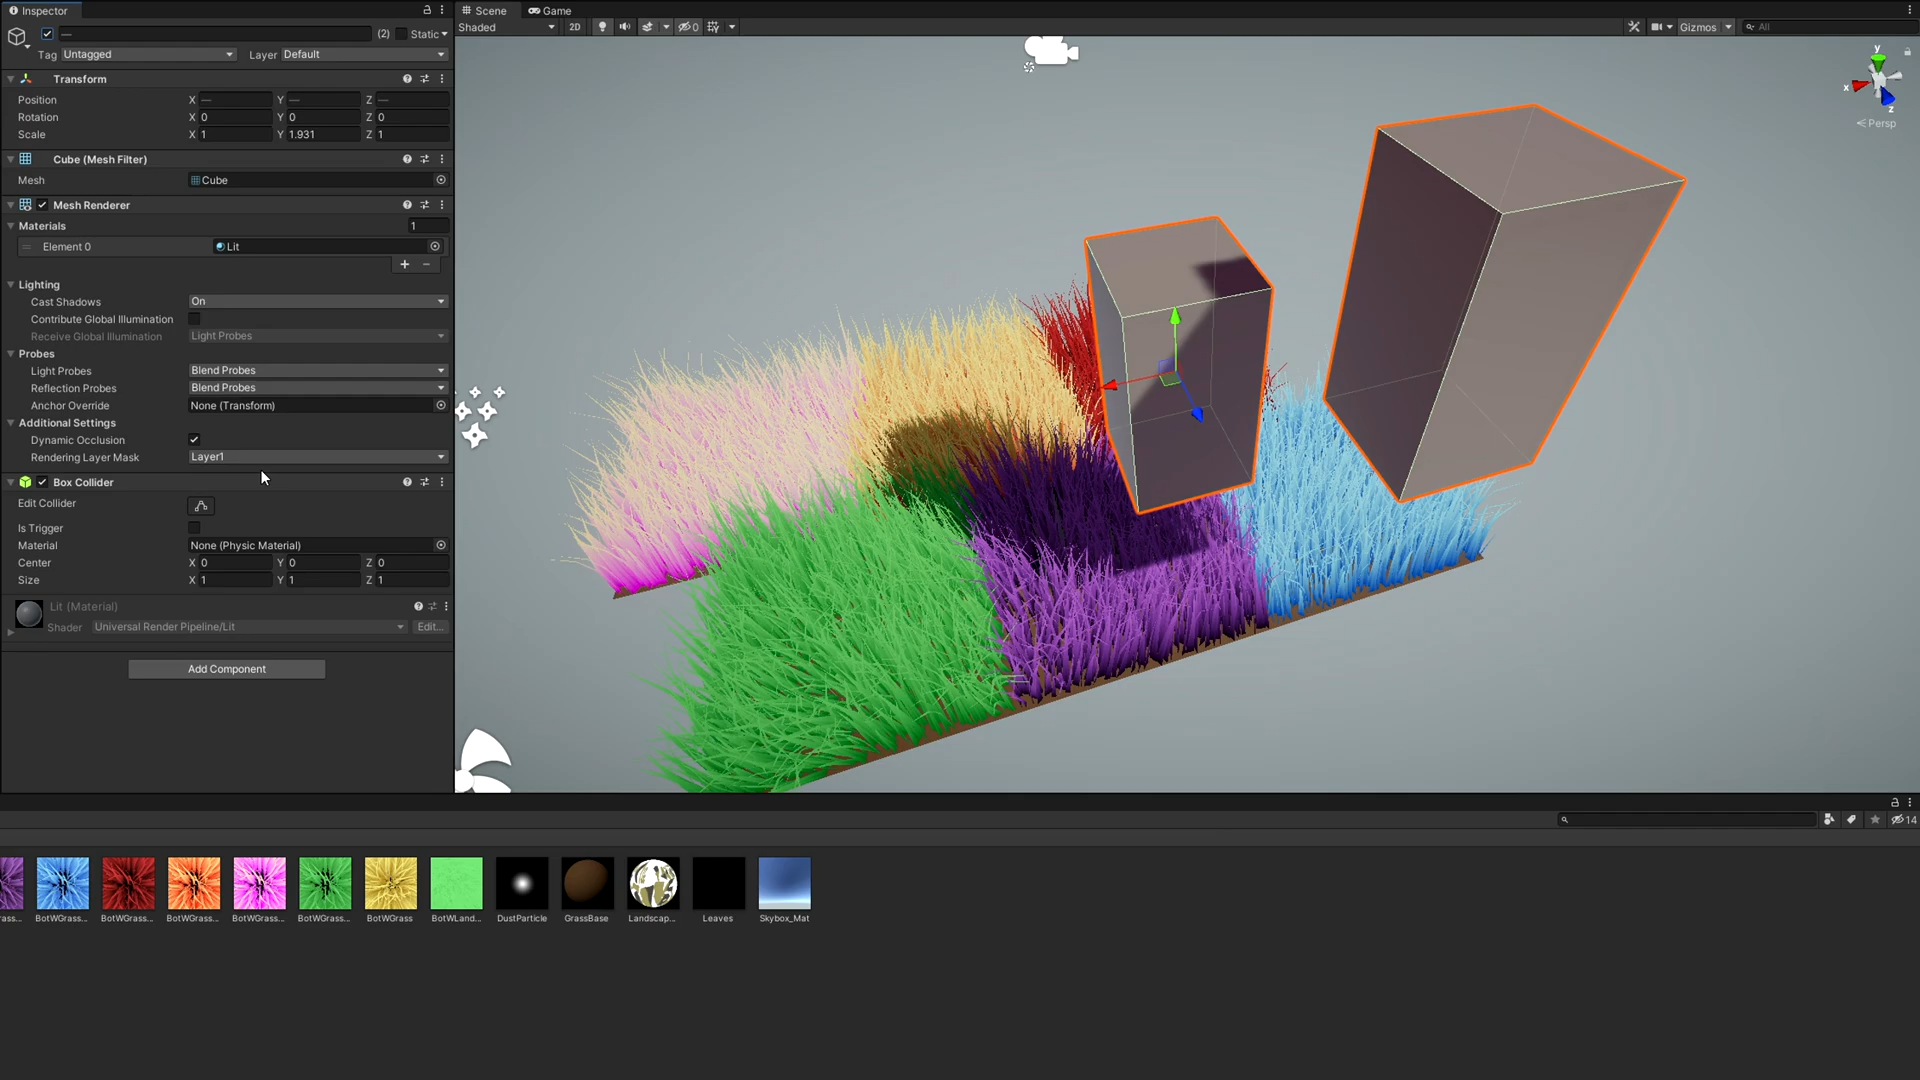 Inspector
Scene
Game
—
(2)
Static
Shaded
2D
0
Gizmos
All
Tag
Untagged
Layer
Default
Transform
Position
X
—
Y
—
Z
—
Rotation
X
0
Y
0
Z
0
Scale
X
1
Y
1.931
Z
1
y
x
z
Persp
Cube (Mesh Filter)
Mesh
Cube
Mesh Renderer
Materials
1
Element 0
Lit
+
-
Lighting
Cast Shadows
On
Contribute Global Illumination
Receive Global Illumination
Light Probes
Probes
Light Probes
Blend Probes
Reflection Probes
Blend Probes
Anchor Override
None (Transform)
Additional Settings
Dynamic Occlusion
Rendering Layer Mask
Layer1
Box Collider
Edit Collider
Is Trigger
Material
None (Physic Material)
Center
X
0
Y
0
Z
0
Size
X
1
Y
1
Z
1
Lit (Material)
Shader
Universal Render Pipeline/Lit
Edit...
Add Component
14
rass...
BotWGrass...
BotWGrass...
BotWGrass...
BotWGrass...
BotWGrass...
BotWGrass
BotWLand...
DustParticle
GrassBase
Landscap...
Leaves
Skybox_Mat